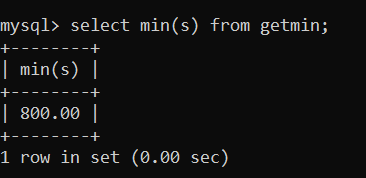 mysql> select min(s) from getmin;
+--------+
| min(s) |
+--------+
| 800.00 |
+--------+
1 row in set (0.00 sec)